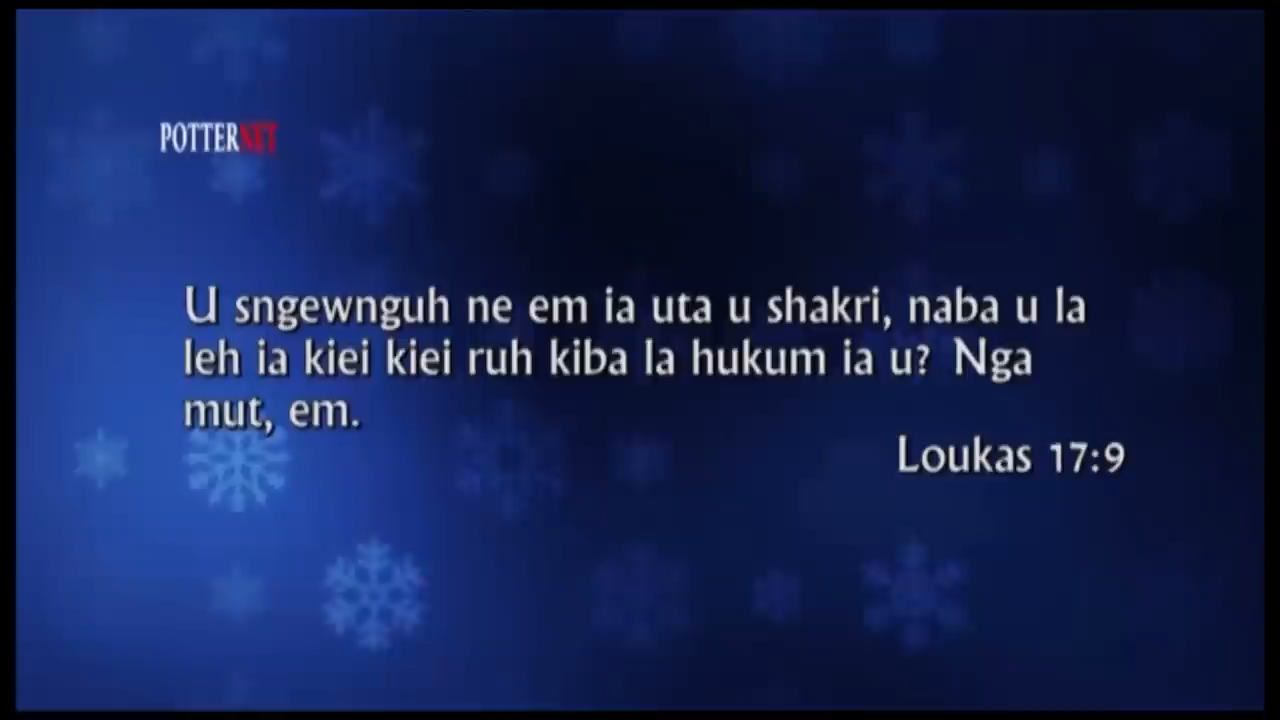 POTTERNET
U sngewnguh ne em ia uta u shakri, naba u la
leh ia kiei kiei ruh kiba la hukum ia u? Nga
mut, em.
Loukas 17:9